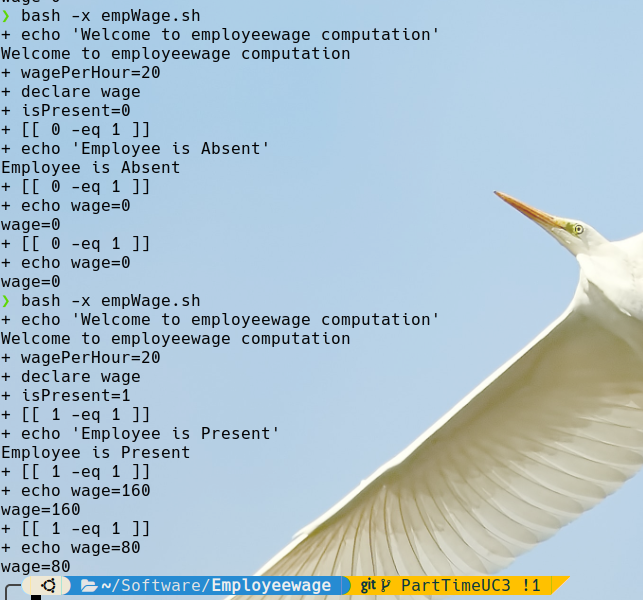 ❯ bash -x empWage.sh
+ echo 'Welcome to employeewage computation'
Welcome to employeewage computation
+ wagePerHour=20
+ declare wage
+ isPresent=0
+ [[ 0 -eq 1 ]]
+ echo 'Employee is Absent'
Employee is Absent
+ [[ 0 -eq 1 ]]
+ echo wage=0
wage=0
+ [[ 0 -eq 1 ]]
+ echo wage=0
wage=0
❯ bash -x empWage.sh
+ echo 'Welcome to employeewage computation'
Welcome to employeewage computation
+ wagePerHour=20
+ declare wage
+ isPresent=1
+ [[ 1 -eq 1 ]]
+ echo 'Employee is Present'
Employee is Present
+ [[ 1 -eq 1 ]]
+ echo wage=160
wage=160
+ [[ 1 -eq 1 ]]
+ echo wage=80
wage=80
~/Software/Employeewage git PartTimeUC3 !1